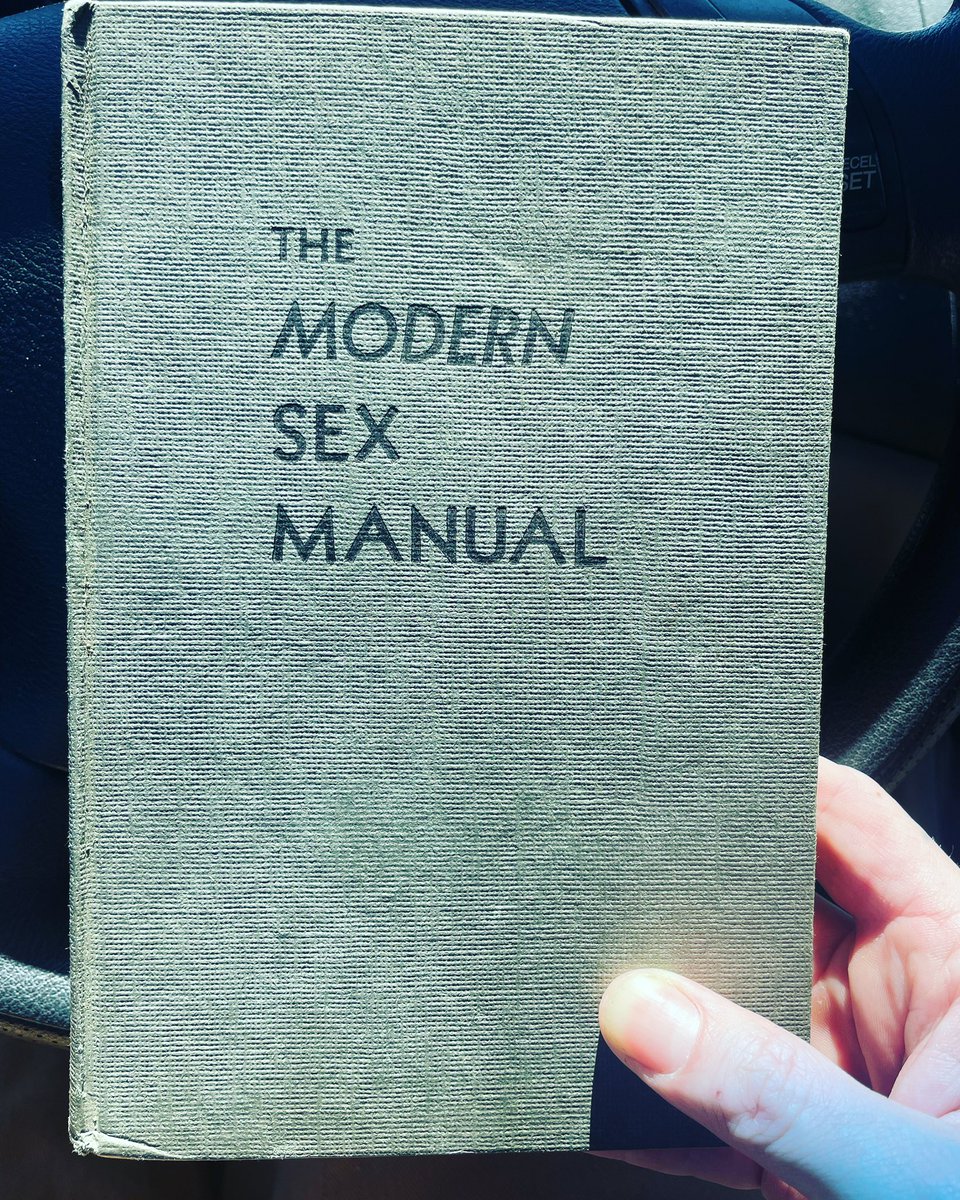 THE
MODERN
SEX
MANUAL
SET